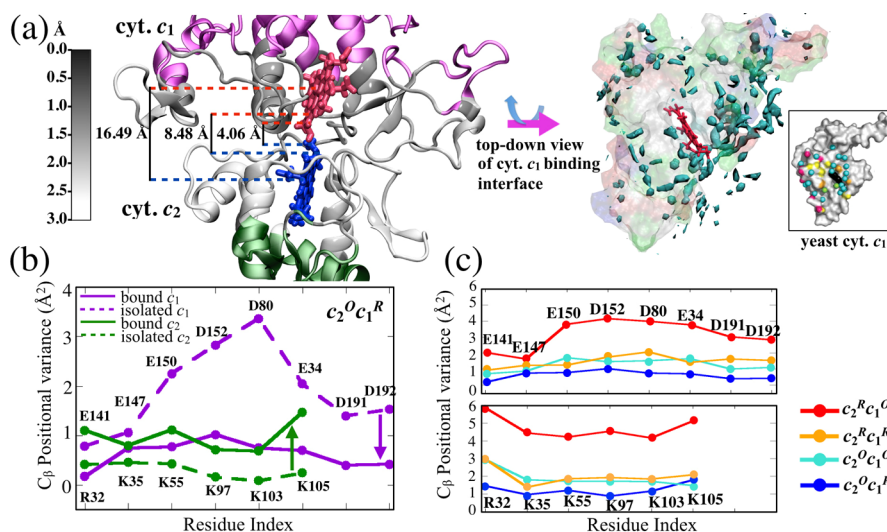 (a)
Å
cyt. c₁
0.0
0.5
1.0
1.5
2.0
2.5
3.0
16.49 Å
8.48 Å
4.06 Å
cyt. c₂
top-down view
of cyt. c₁ binding
interface
yeast cyt. c₁
(b)
bound c₁
isolated c₁
bound c₂
isolated c₂
c₂ᴼc₁ᴿ
Cβ Positional variance (Å²)
4
3
2
1
0
E141
E147
E150
D152
D80
E34
D191
D192
R32
K35
K55
K97
K103
K105
Residue Index
(c)
Cβ Positional variance (Å²)
6
5
4
3
2
1
0
E141
E147
E150
D152
D80
E34
D191
D192
6
5
4
3
2
1
0
R32
K35
K55
K97
K103
K105
Residue Index